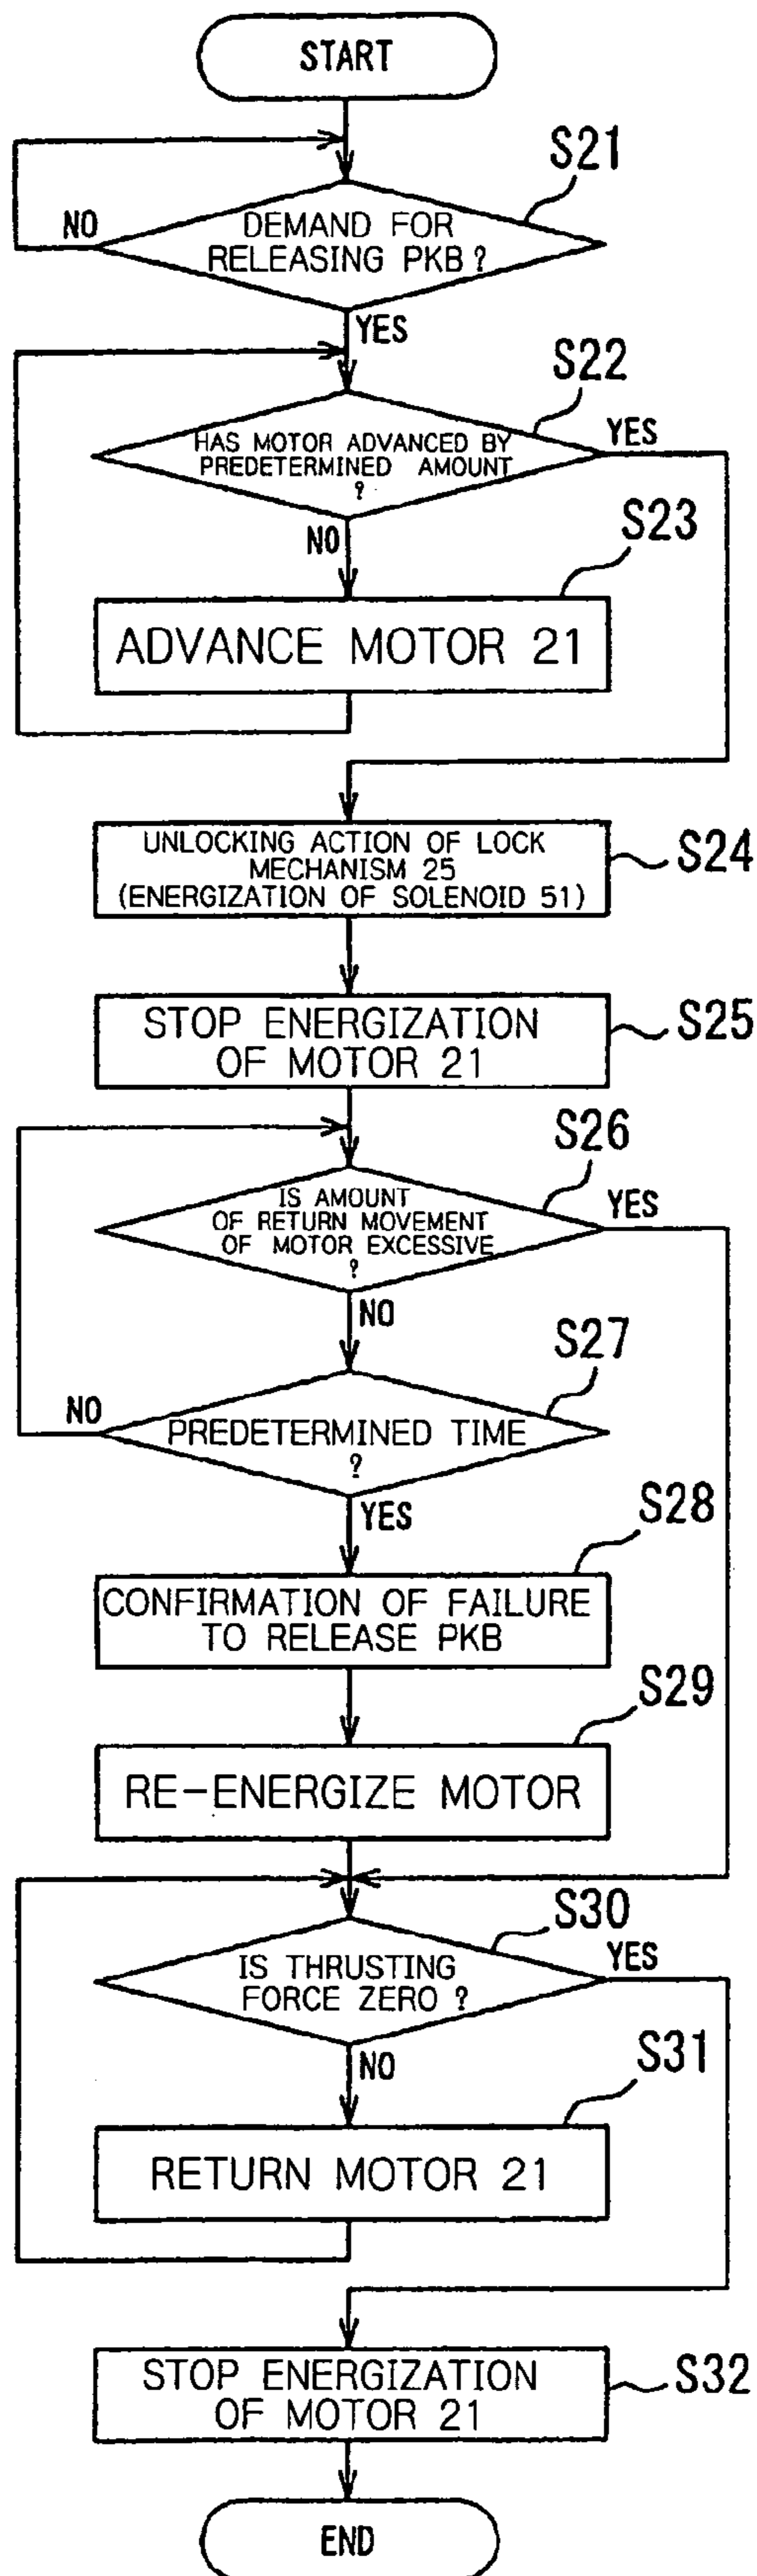 START
S21
NO
DEMAND FOR
RELEASING PKB?
YES
S22
HAS MOTOR ADVANCED BY
PREDETERMINED AMOUNT
?
YES
NO
S23
ADVANCE MOTOR 21
UNLOCKING ACTION OF LOCK
MECHANISM 25
(ENERGIZATION OF SOLENOID 51)
S24
STOP ENERGIZATION
OF MOTOR 21
S25
S26
IS AMOUNT
OF RETURN MOVEMENT
OF MOTOR EXCESSIVE
?
YES
NO
S27
NO
PREDETERMINED TIME
?
YES
S28
CONFIRMATION OF FAILURE
TO RELEASE PKB
S29
RE-ENERGIZE MOTOR
S30
IS THRUSTING
FORCE ZERO?
YES
NO
S31
RETURN MOTOR 21
STOP ENERGIZATION
OF MOTOR 21
S32
END